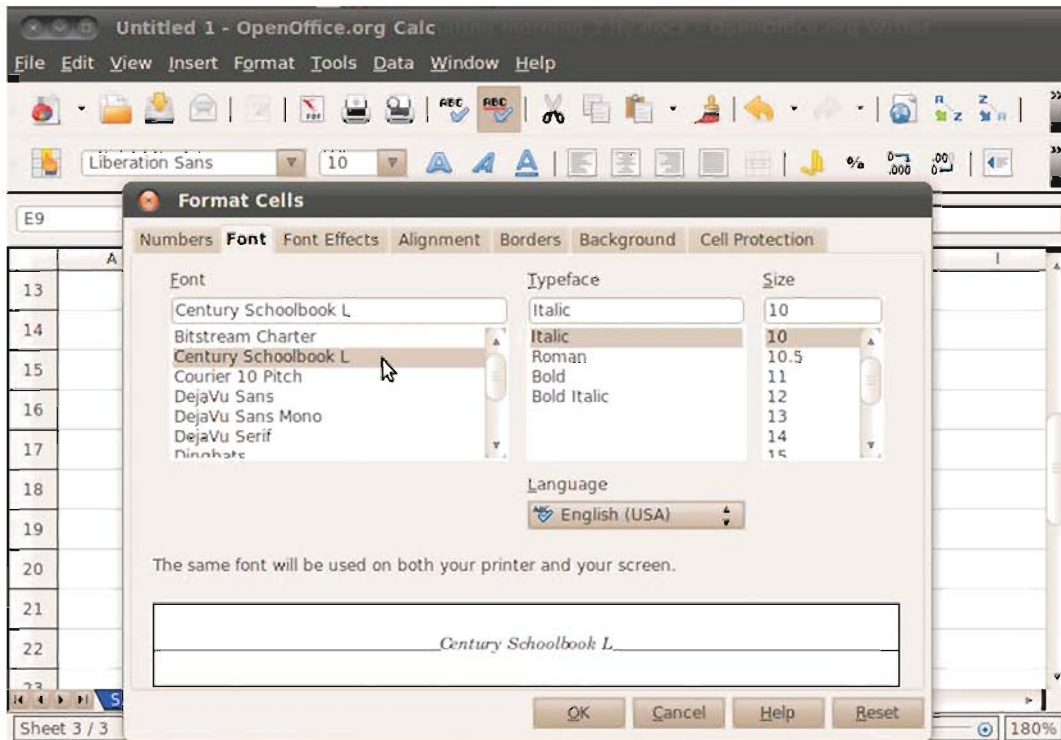 Untitled 1 - OpenOffice.org Calc
File Edit View Insert Format Tools Data Window Help
Liberation Sans 10
E9
Format Cells
Numbers Font Font Effects Alignment Borders Background Cell Protection
A I
Font Typeface Size
Century Schoolbook L Italic 10
Bitstream Charter Italic 10
Century Schoolbook L Roman 10.5
Courier 10 Pitch Bold 11
DejaVu Sans Bold Italic 12
DejaVu Sans Mono 13
DejaVu Serif 14
Dingbats 15
Language
English (USA)
The same font will be used on both your printer and your screen.
Century Schoolbook L
13
14
15
16
17
18
19
20
21
22
23
OK Cancel Help Reset
Sheet 3 / 3 180%